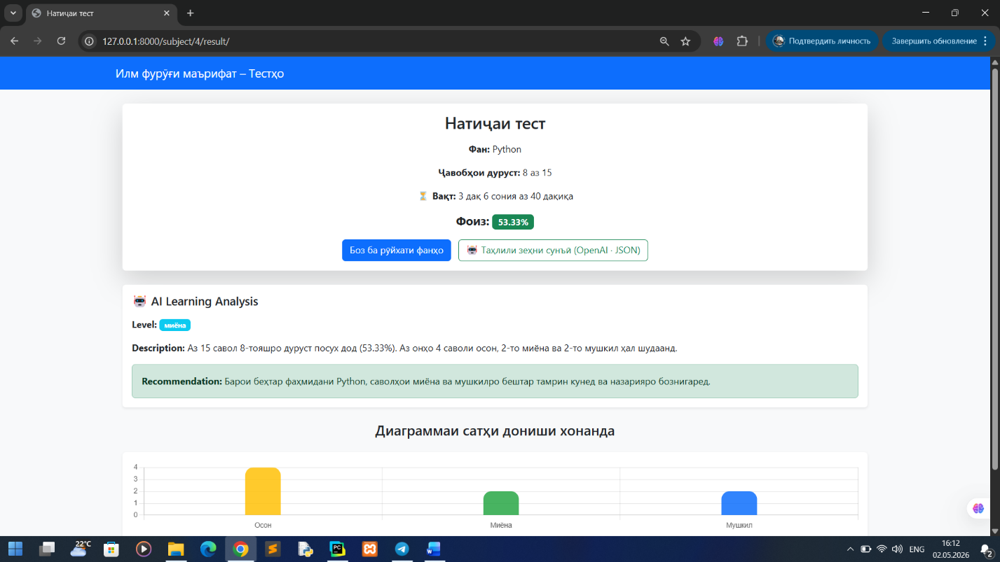 Натиҷаи тест
127.0.0.1:8000/subject/4/result/
Подтвердить личность
Завершить обновление
Илм фурӯғи маърифат – Тестҳо
Натиҷаи тест
Фан: Python
Ҷавобҳои дуруст: 8 аз 15
⏳ Вақт: 3 дақ 6 сония аз 40 дақиқа
Фоиз: 53.33%
Боз ба рӯйхати фанҳо
🤖 Таҳлили зеҳни сунъӣ (OpenAI · JSON)
🤖 AI Learning Analysis
Level: миёна
Description: Аз 15 савол 8-тояшро дуруст посух дод (53.33%). Аз онҳо 4 саволи осон, 2-то миёна ва 2-то мушкил ҳал шудаанд.
Recommendation: Барои беҳтар фаҳмидани Python, саволҳои миёна ва мушкилро бештар тамрин кунед ва назарияро бознигаред.
Диаграммаи сатҳи дониши хонанда
4
3
2
1
0
Осон
Миёна
Мушкил
22°C
PC
W
ENG
16:12
02.05.2026
2